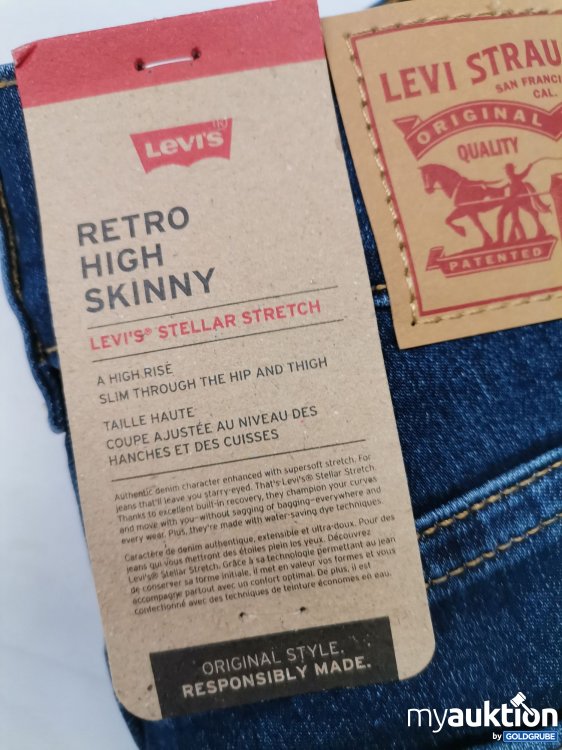 LEVI'S®
RETRO
HIGH
SKINNY
LEVI'S® STELLAR STRETCH
A HIGH RISE
SLIM THROUGH THE HIP AND THIGH
TAILLE HAUTE
COUPE AJUSTÉE AU NIVEAU DES
HANCHES ET DES CUISSES
Authentic denim character enhanced with supersoft stretch. For
jeans that'll leave you starry-eyed. That's Levi's® Stellar Stretch.
Thanks to excellent built-in recovery, they champion your curves
and move with you–without sagging or bagging–everywhere and
every wear. Plus, they're made with water-saving dye techniques.
Caractère de denim authentique, extensible et ultra-doux. Pour des
jeans qui vous mettront des étoiles plein les yeux. Découvrez
Levi's® Stellar Stretch. Grâce à sa technologie permettant au jean
de conserver sa forme initiale, il met en valeur vos formes et vous
accompagne partout avec un confort optimal. De plus, il est
confectionné avec des techniques de teinture économes en eau.
ORIGINAL STYLE.
RESPONSIBLY MADE.
LEVI STRAU
SAN FRANCI
CAL.
ORIGINAL
QUALITY
PATENTED
myauktion
by GOLDGRUBE